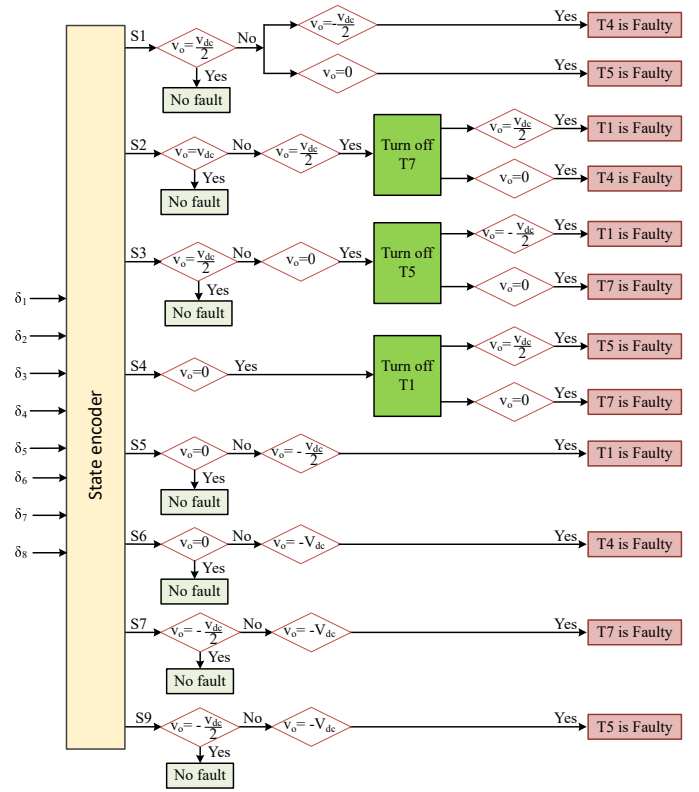 δ1
δ2
δ3
δ4
δ5
δ6
δ7
δ8
State encoder
S1
vo=vdc/2
No
Yes
No fault
vo=-vdc/2
Yes
T4 is Faulty
vo=0
Yes
T5 is Faulty
S2
vo=vdc
No
Yes
No fault
vo=vdc/2
Yes
Turn off
T7
vo=vdc/2
Yes
T1 is Faulty
vo=0
Yes
T4 is Faulty
S3
vo=vdc/2
No
Yes
No fault
vo=0
Yes
Turn off
T5
vo= - vdc/2
Yes
T1 is Faulty
vo=0
Yes
T7 is Faulty
S4
vo=0
Yes
Turn off
T1
vo=vdc/2
Yes
T5 is Faulty
vo=0
Yes
T7 is Faulty
S5
vo=0
No
Yes
No fault
vo= - vdc/2
Yes
T1 is Faulty
S6
vo=0
No
Yes
No fault
vo= -Vdc
Yes
T4 is Faulty
S7
vo= - vdc/2
No
Yes
No fault
vo= -Vdc
Yes
T7 is Faulty
S9
vo= - vdc/2
No
Yes
No fault
vo= -Vdc
Yes
T5 is Faulty